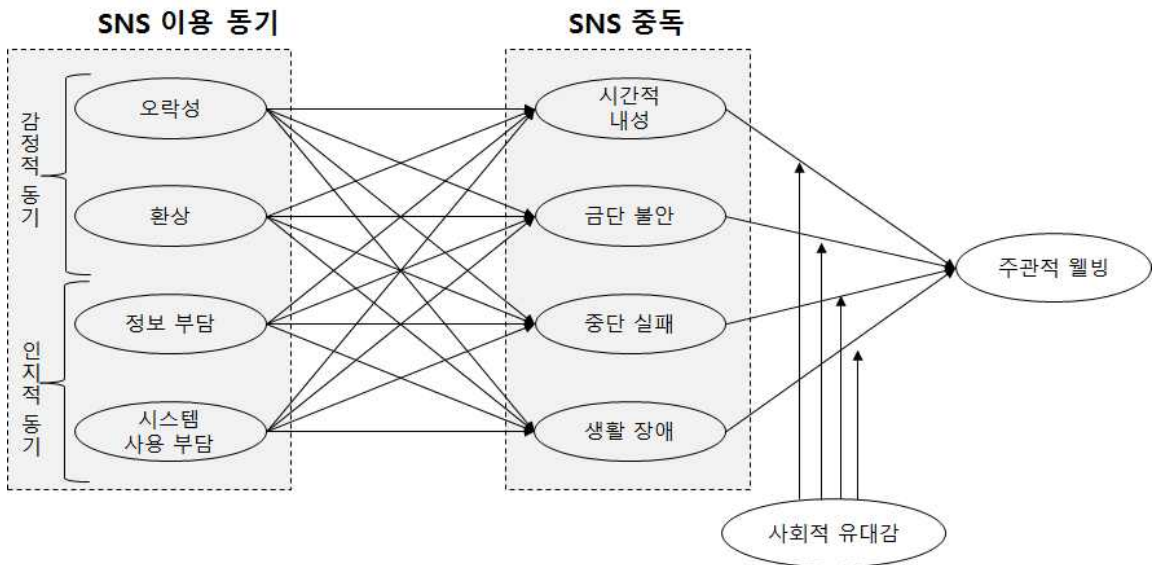 SNS 이용 동기
SNS 중독
감정적 동기
오락성
환상
인지적 동기
정보 부담
시스템
사용 부담
시간적
내성
금단 불안
중단 실패
생활 장애
주관적 웰빙
사회적 유대감